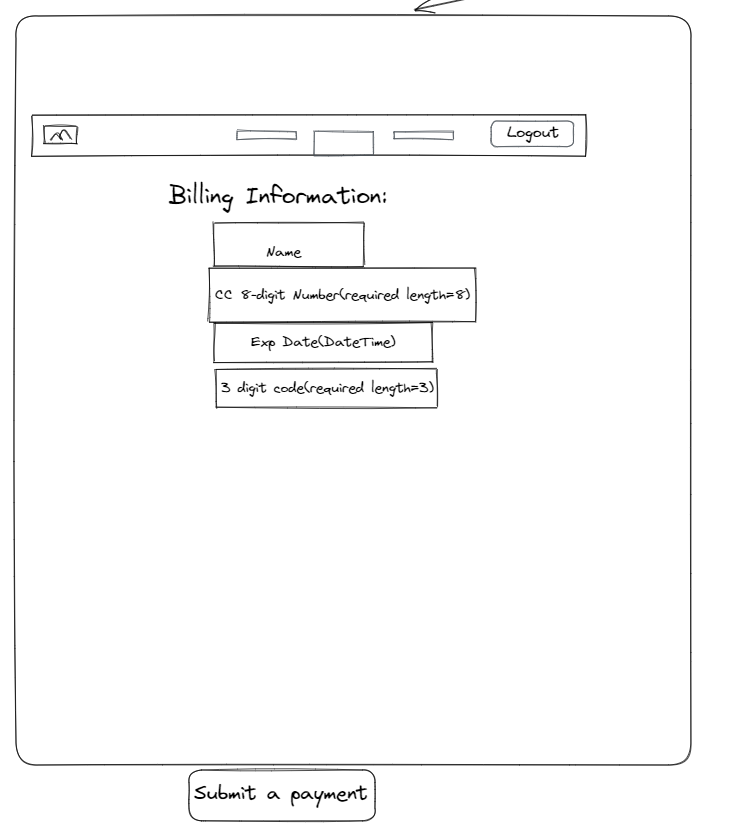 Logout
Billing Information:
Name
CC 8-digit Number(required length=8)
Exp Date(DateTime)
3 digit code(required length=3)
Submit a payment